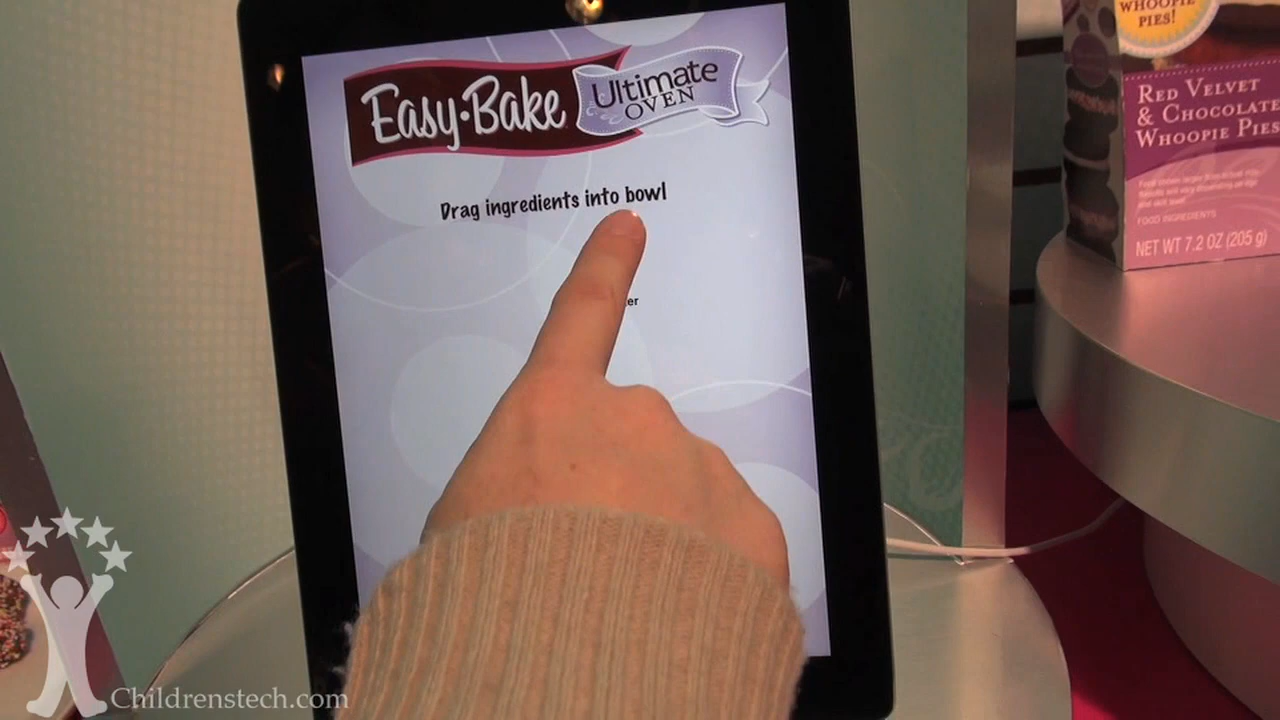 Easy·Bake
Ultimate
OVEN
Drag ingredients into bowl
er
WHOOPIE
PIES!
RED VELVET
& CHOCOLATE
WHOOPIE PIES
FOOD INGREDIENTS
NET WT 7.2 OZ (205 g)
Childrenstech.com